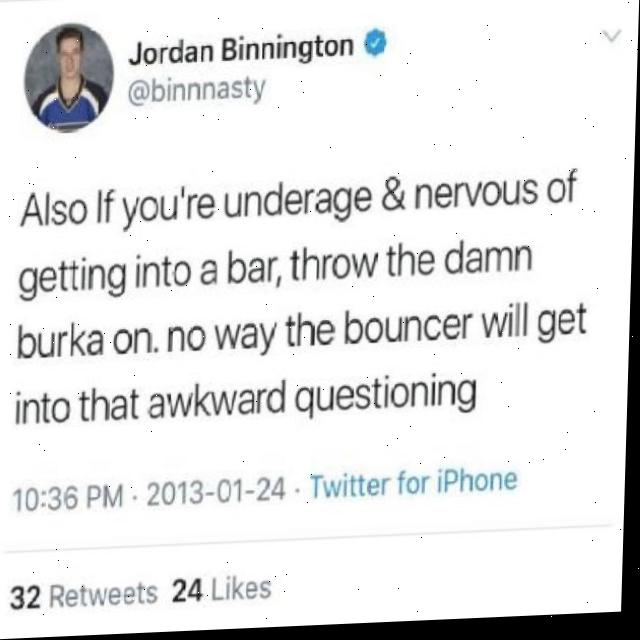 Jordan Binnington
@binnnasty
Also If you're underage & nervous of
getting into a bar, throw the damn
burka on. no way the bouncer will get
into that awkward questioning
10:36 PM · 2013-01-24 · Twitter for iPhone
32 Retweets 24 Likes